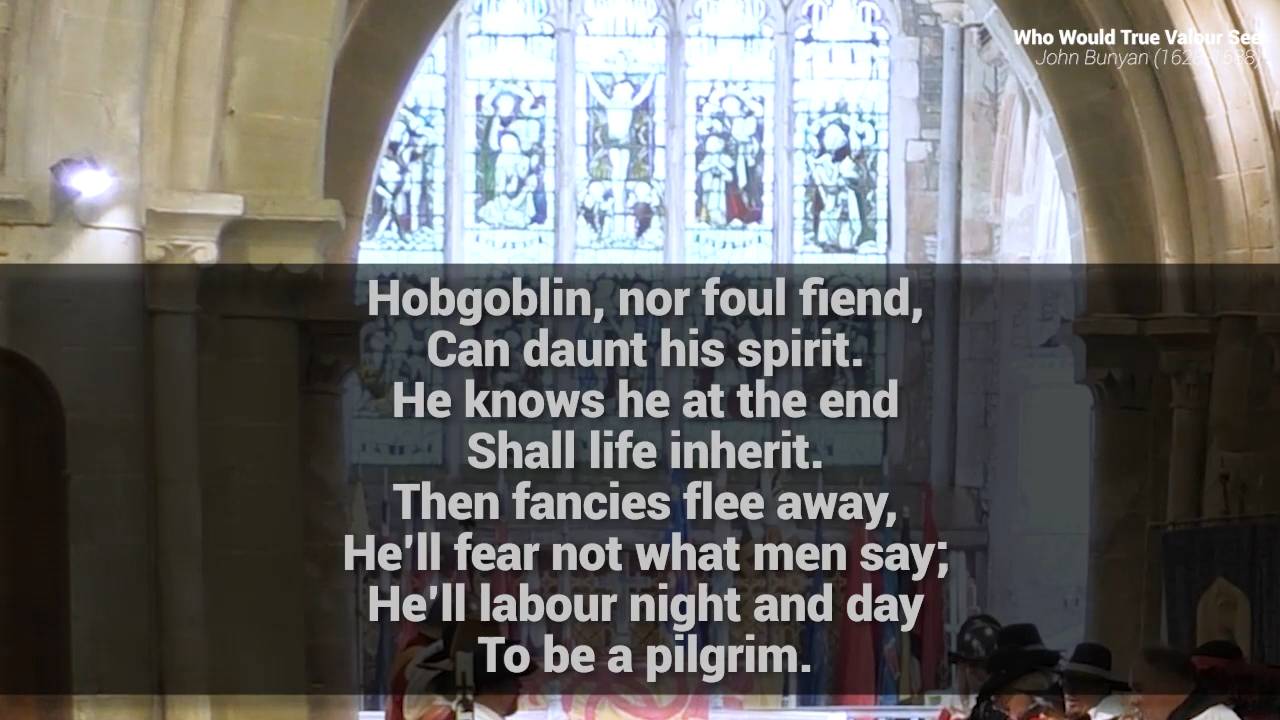 Who Would True Valour See
John Bunyan (1628-1688)
Hobgoblin, nor foul fiend,
Can daunt his spirit.
He knows he at the end
Shall life inherit.
Then fancies flee away,
He'll fear not what men say;
He'll labour night and day
To be a pilgrim.